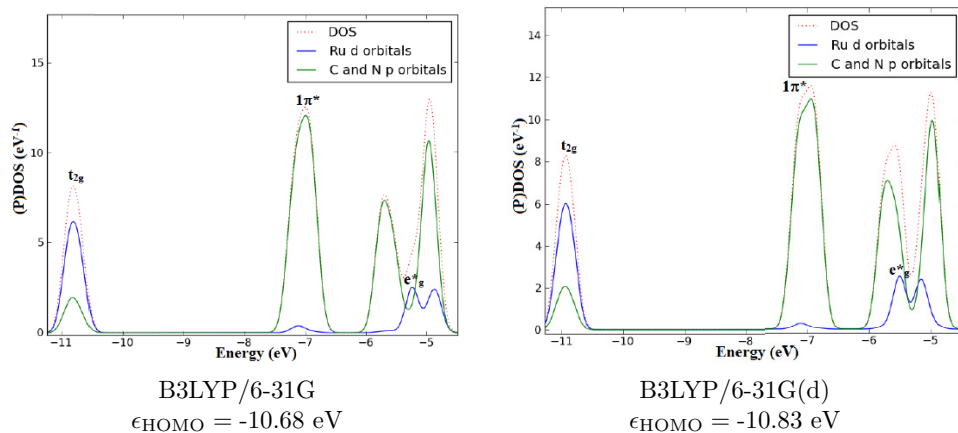 DOS
Ru d orbitals
C and N p orbitals
15
10
5
0
(P)DOS (eV⁻¹)
t₂g
1π*
e*g
−11
−10
−9
−8
−7
−6
−5
Energy (eV)
B3LYP/6-31G
ϵHOMO = -10.68 eV
DOS
Ru d orbitals
C and N p orbitals
14
12
10
8
6
4
2
0
(P)DOS (eV⁻¹)
t₂g
1π*
e*g
−11
−10
−9
−8
−7
−6
−5
Energy (eV)
B3LYP/6-31G(d)
ϵHOMO = -10.83 eV